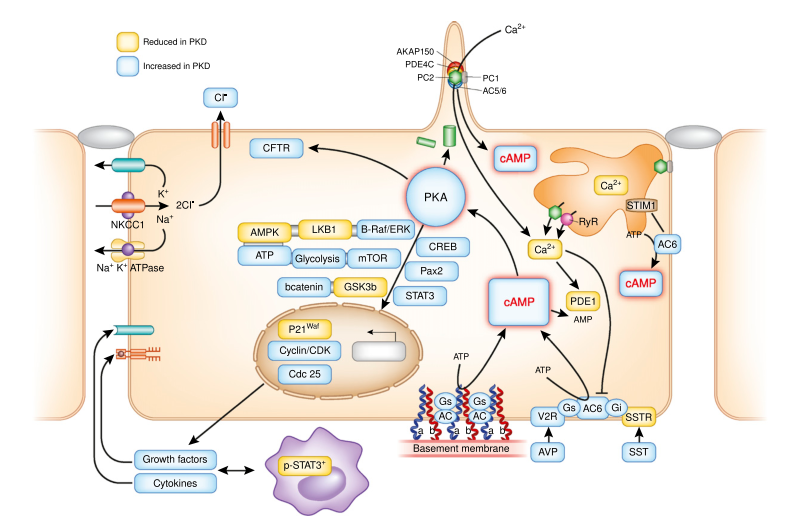 Reduced in PKD
Increased in PKD
Ca²⁺
AKAP150
PDE4C
PC2
PC1
AC5/6
Cl⁻
CFTR
cAMP
PKA
K⁺
2Cl⁻
NKCC1
Na⁺
Na⁺ K⁺ ATPase
Ca²⁺
STIM1
RyR
ATP
AC6
Ca²⁺
cAMP
AMPK
LKB1
B-Raf/ERK
ATP
Glycolysis
mTOR
CREB
Pax2
bcatenin
GSK3b
STAT3
cAMP
PDE1
AMP
P21ᵂᵃᶠ
Cyclin/CDK
Cdc 25
ATP
ATP
Gs
Gs
AC
AC
a
b
a
b
Basement membrane
V2R
Gs
AC6
Gi
SSTR
AVP
SST
Growth factors
Cytokines
p-STAT3⁺